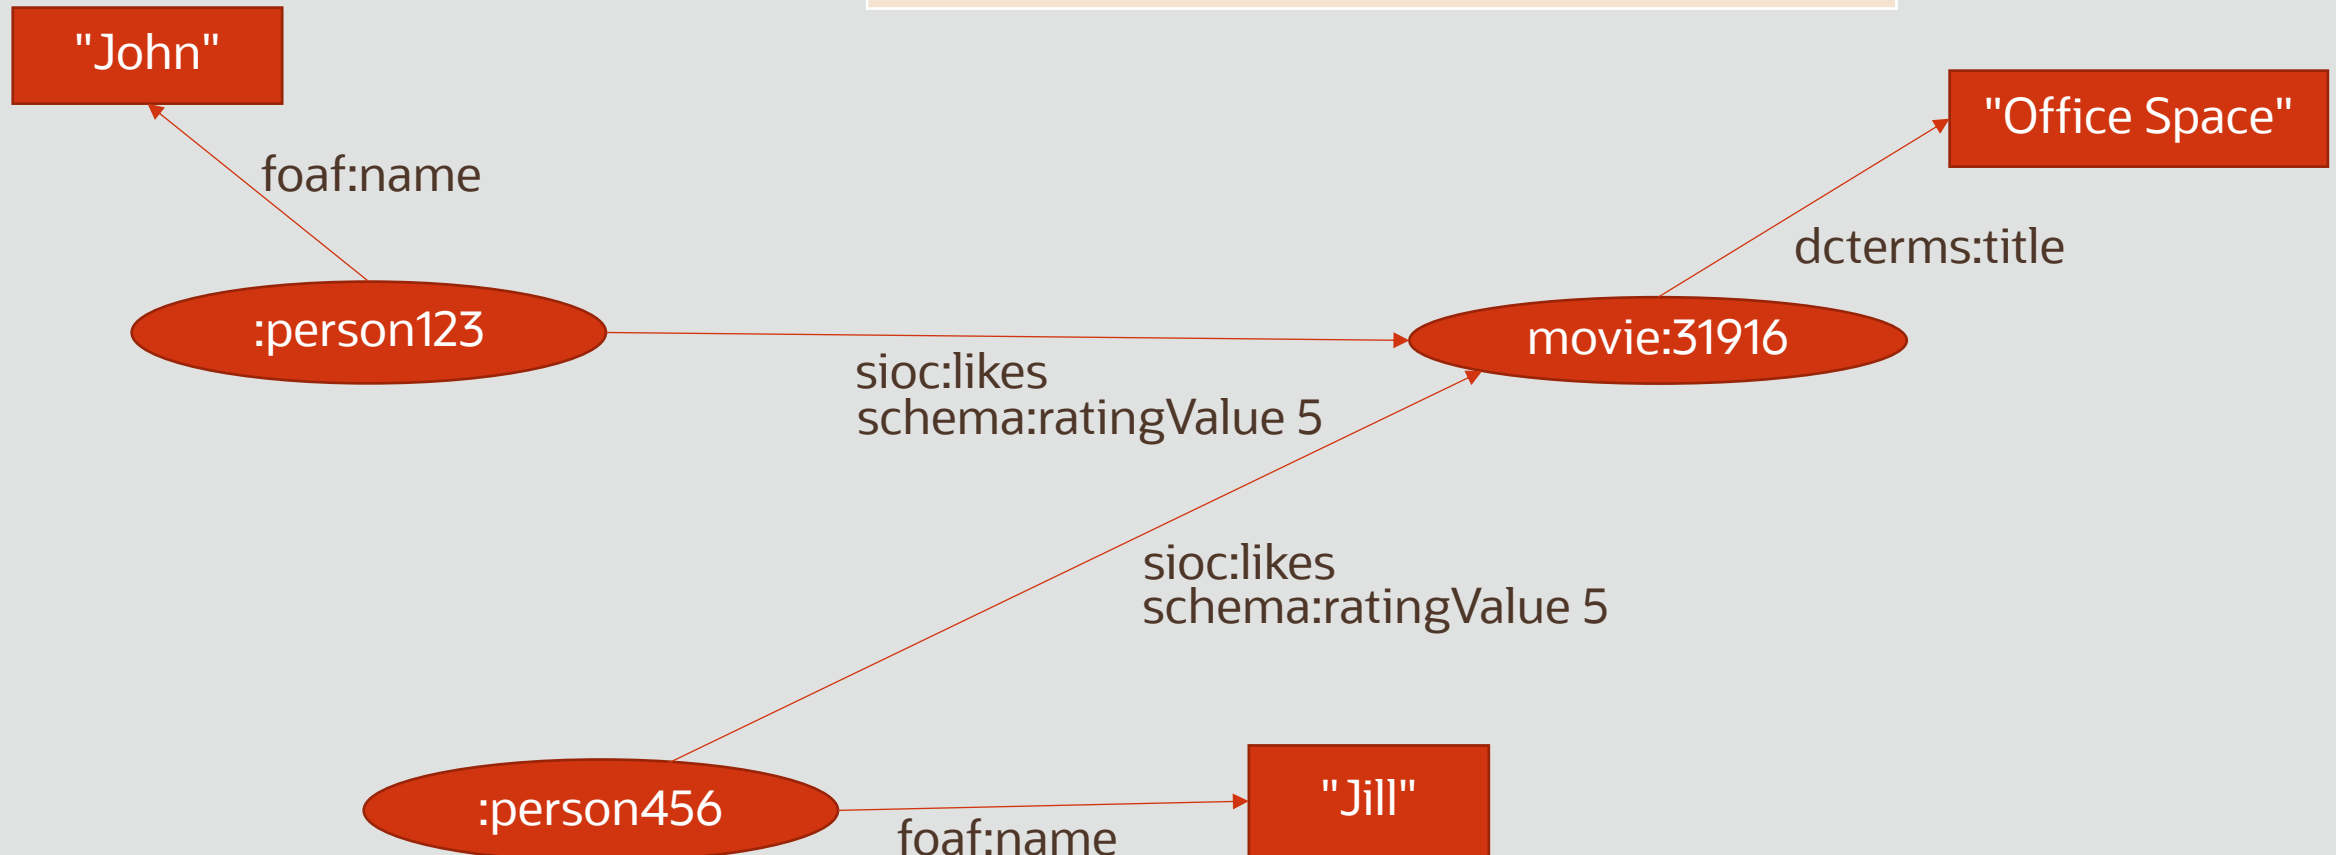 "John"
"Office Space"
foaf:name
dcterms:title
:person123
movie:31916
sioc:likes
schema:ratingValue 5
sioc:likes
schema:ratingValue 5
:person456
"Jill"
foaf:name